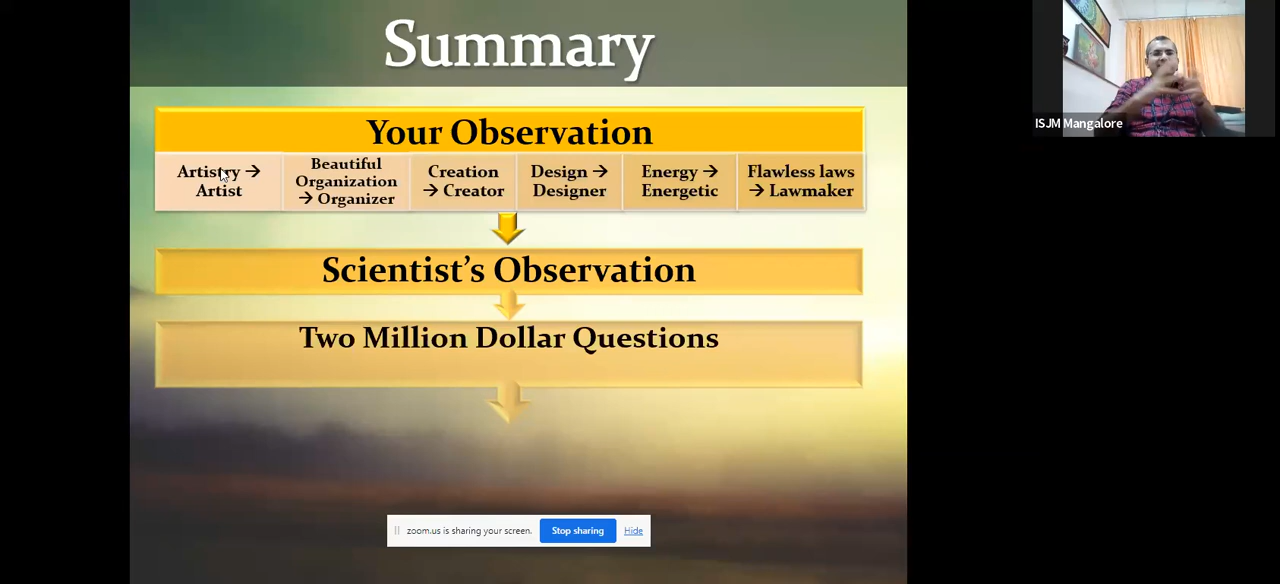 Summary
ISJM Mangalore
Your Observation
Artistry →
Artist
Beautiful
Organization
→ Organizer
Creation
→ Creator
Design →
Designer
Energy →
Energetic
Flawless laws
→ Lawmaker
Scientist's Observation
Two Million Dollar Questions
zoom.us is sharing your screen.
Stop sharing
Hide